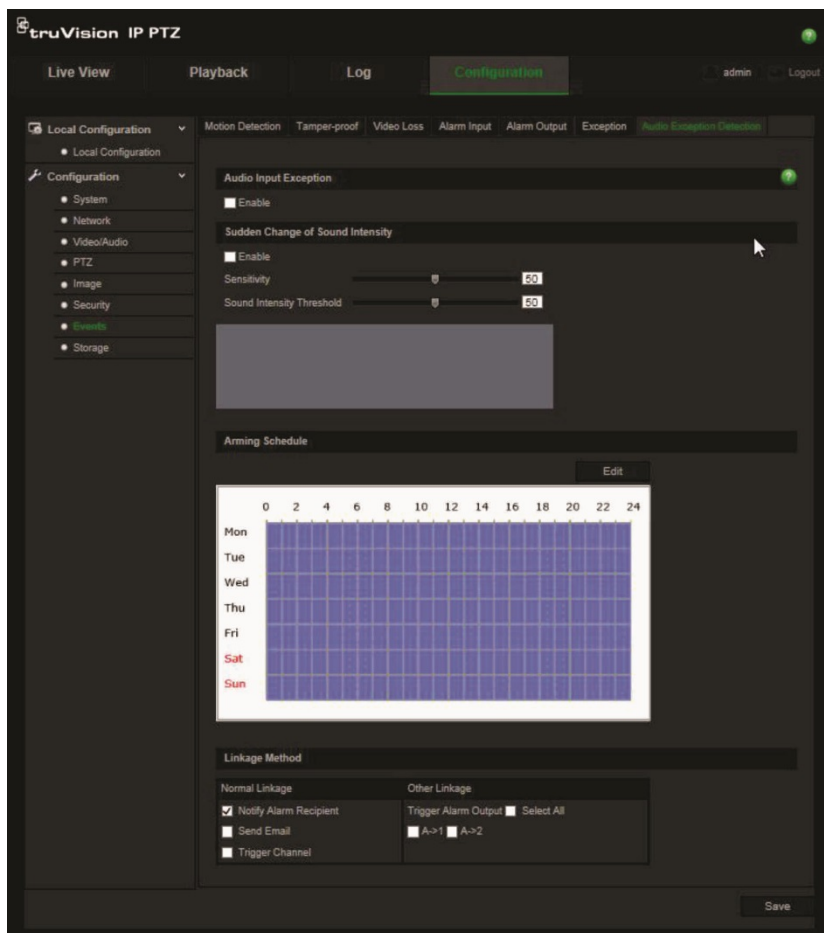 truVision IP PTZ
Live View Playback Log Configuration admin Logout
Local Configuration
Local Configuration
Configuration
System
Network
Video/Audio
PTZ
Image
Security
Events
Storage
Motion Detection Tamper-proof Video Loss Alarm Input Alarm Output Exception Audio Exception Detection
Audio Input Exception
Enable
Sudden Change of Sound Intensity
Enable
Sensitivity 50
Sound Intensity Threshold 50
Arming Schedule
Edit
0 2 4 6 8 10 12 14 16 18 20 22 24
Mon
Tue
Wed
Thu
Fri
Sat
Sun
Linkage Method
Normal Linkage Other Linkage
Notify Alarm Recipient Trigger Alarm Output Select All
Send Email A->1 A->2
Trigger Channel
Save